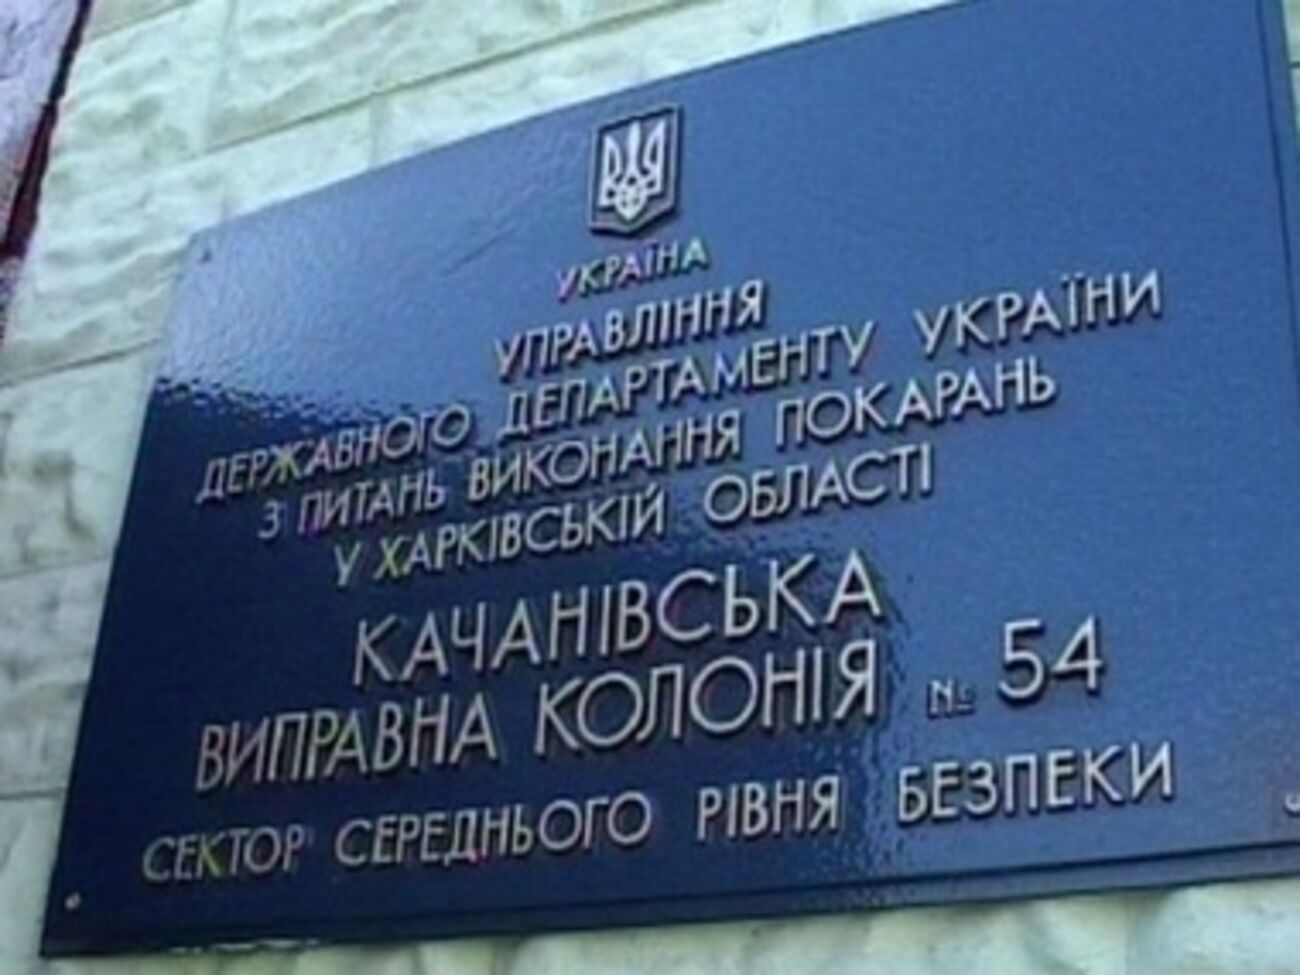 УКРАЇНА
УПРАВЛІННЯ
ДЕРЖАВНОГО ДЕПАРТАМЕНТУ УКРАЇНИ
З ПИТАНЬ ВИКОНАННЯ ПОКАРАНЬ
У ХАРКІВСЬКІЙ ОБЛАСТІ
КАЧАНІВСЬКА
ВИПРАВНА КОЛОНІЯ № 54
СЕКТОР СЕРЕДНЬОГО РІВНЯ БЕЗПЕКИ